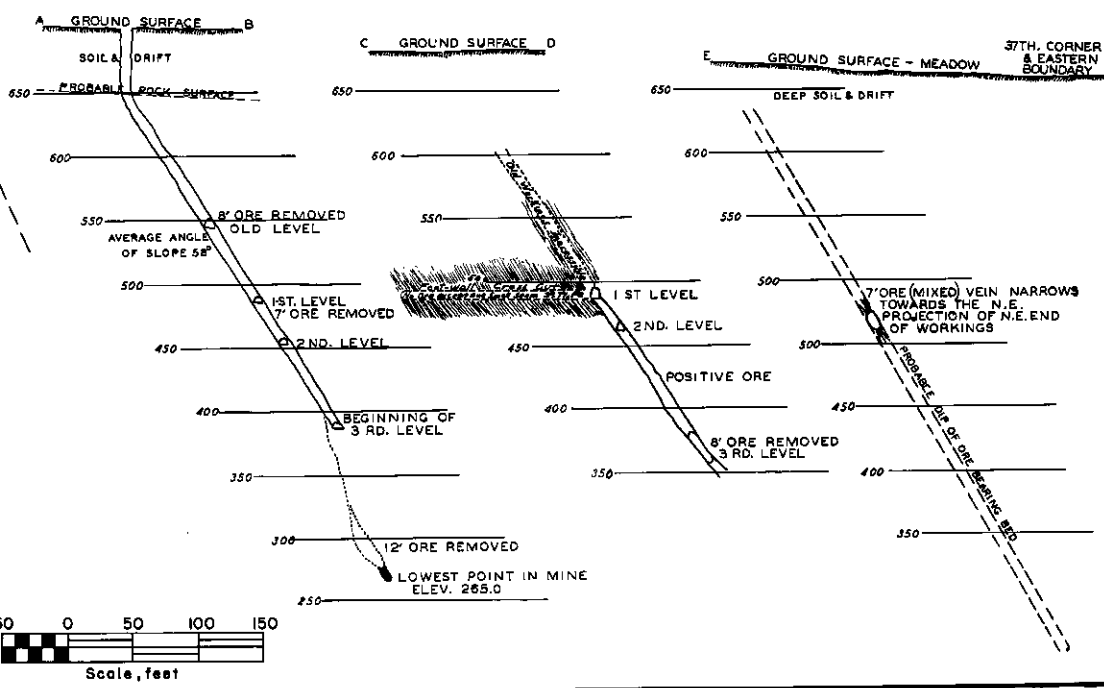 A GROUND SURFACE B
SOIL & DRIFT
650
PROBABLE ROCK SURFACE
600
550
8' ORE REMOVED
OLD LEVEL
AVERAGE ANGLE
OF SLOPE 58°
500
1ST. LEVEL
7' ORE REMOVED
2ND. LEVEL
450
400
BEGINNING OF
3 RD. LEVEL
350
300
12' ORE REMOVED
LOWEST POINT IN MINE
ELEV. 265.0
250
50 0 50 100 150
Scale, feet
C GROUND SURFACE D
650
600
Old Workings
550
500
1 ST LEVEL
2ND. LEVEL
450
POSITIVE ORE
400
8' ORE REMOVED
3RD. LEVEL
350
E GROUND SURFACE - MEADOW
37TH. CORNER
& EASTERN
BOUNDARY
650
DEEP SOIL & DRIFT
600
550
500
7' ORE (MIXED) VEIN NARROWS
TOWARDS THE N.E.
PROJECTION OF N.E. END
OF WORKINGS
500
PROBABLE DIP OF ORE BEARING BED
450
400
350